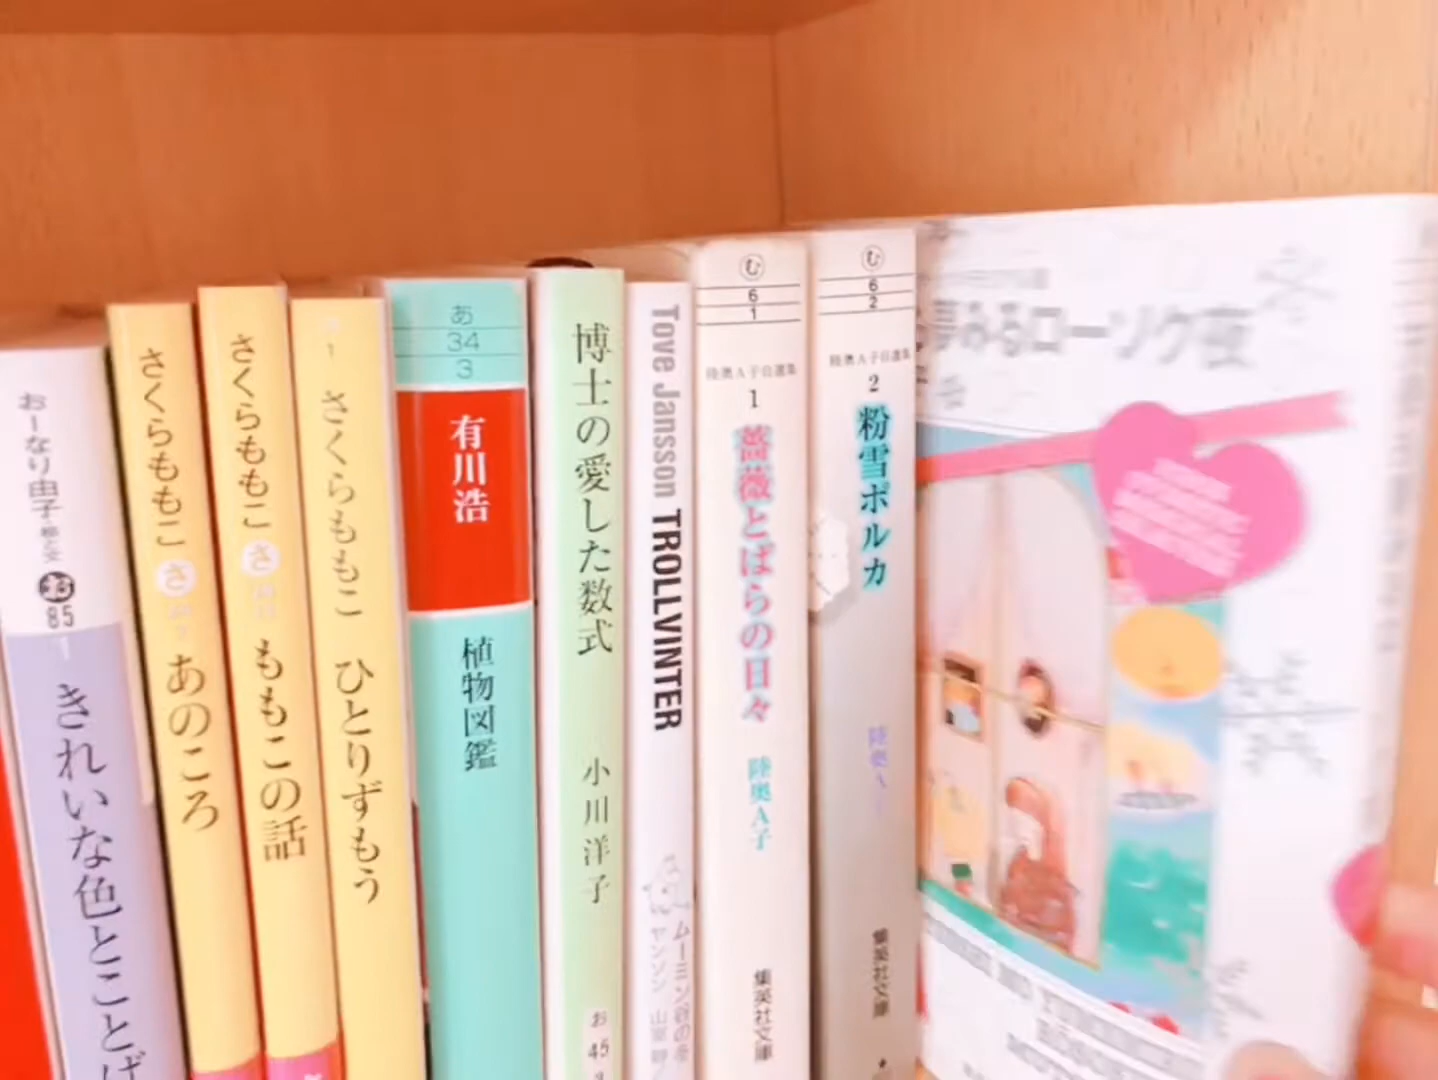 おーなり由子
お
85
1
きれいな色とことば
さくらももこ
さ
あのころ
さくらももこ
さ
ももこの話
さくらももこ
ひとりずもう
あ
34
3
有川浩
植物図鑑
博士の愛した数式
小川洋子
お
45
Tove Jansson TROLLVINTER
ムーミン谷の冬
ヤンソン
む
6
1
陸奥A子自選集
1
薔薇とばらの日々
陸奥A子
集英社文庫
む
6
2
陸奥A子自選集
2
粉雪ポルカ
陸奥A
集英社文庫
夢みるローソク夜